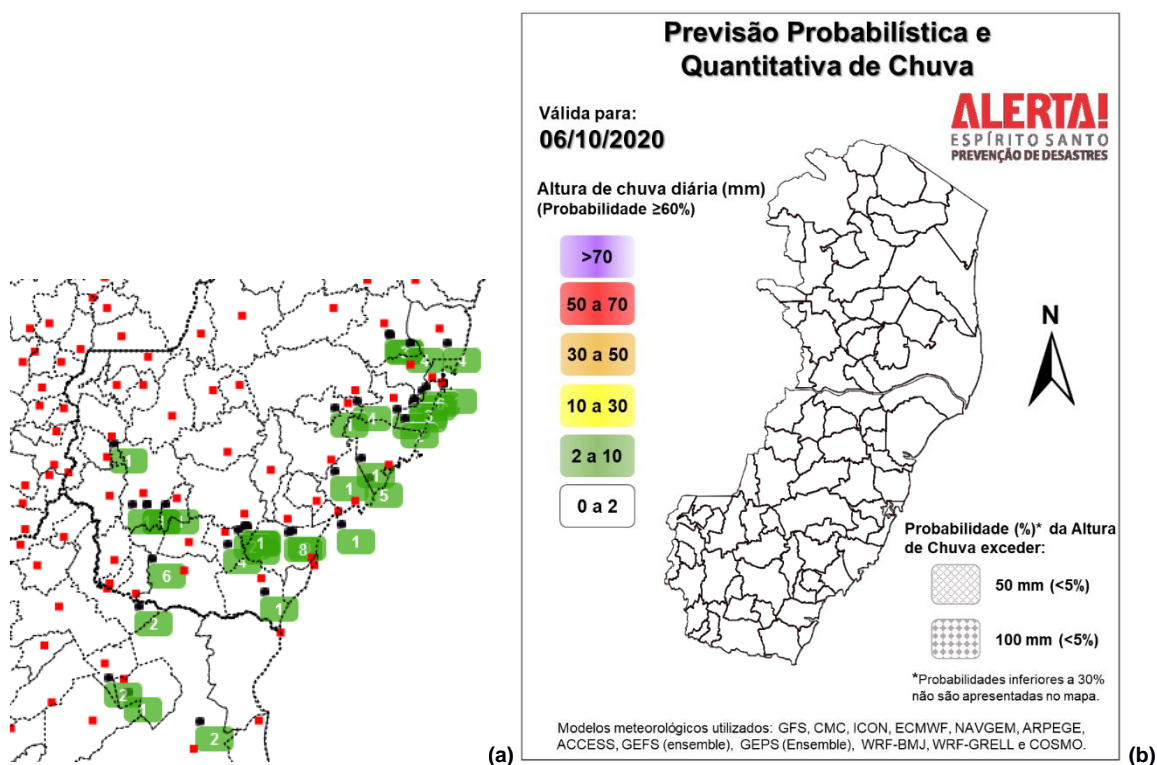 Previsão Probabilística e
Quantitativa de Chuva
Válida para:
06/10/2020
ALERTA!
ESPÍRITO SANTO
PREVENÇÃO DE DESASTRES
Altura de chuva diária (mm)
(Probabilidade ≥60%)
>70
50 a 70
30 a 50
10 a 30
2 a 10
0 a 2
N
Probabilidade (%)* da Altura
de Chuva exceder:
50 mm (<5%)
100 mm (<5%)
*Probabilidades inferiores a 30%
não são apresentadas no mapa.
Modelos meteorológicos utilizados: GFS, CMC, ICON, ECMWF, NAVGEM, ARPEGE,
ACCESS, GEFS (ensemble), GEPS (Ensemble), WRF-BMJ, WRF-GRELL e COSMO.
4
1
1
1
5
1
1
8
4
6
1
2
2
1
2
(a)
(b)